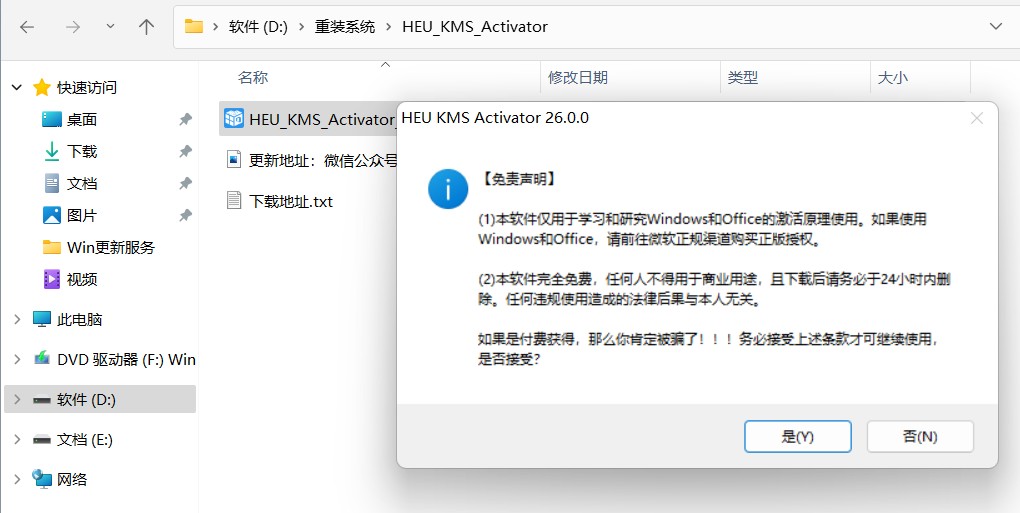 软件 (D:) 重装系统 HEU_KMS_Activator
名称 修改日期 类型 大小
快速访问
桌面
下载
文档
图片
Win更新服务
视频
此电脑
DVD 驱动器 (F:) Win
软件 (D:)
文档 (E:)
网络
HEU_KMS_Activator_
更新地址：微信公众号
下载地址.txt
HEU KMS Activator 26.0.0
【免责声明】
(1)本软件仅用于学习和研究Windows和Office的激活原理使用。如果使用
Windows和Office，请前往微软正规渠道购买正版授权。
(2)本软件完全免费，任何人不得用于商业用途，且下载后请务必于24小时内删
除。任何违规使用造成的法律后果与本人无关。
如果是付费获得，那么你肯定被骗了！！！务必接受上述条款才可继续使用，
是否接受？
是(Y) 否(N)